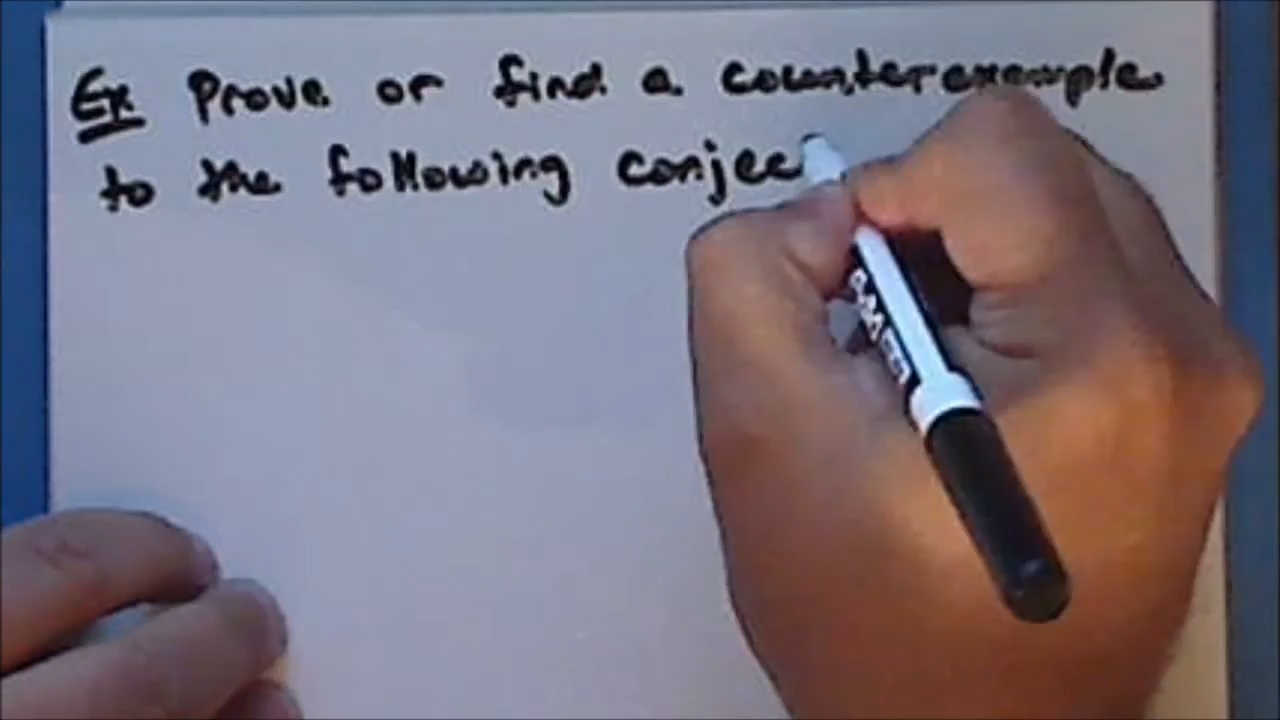 Ex Prove or find a counterexample
to the following conjec